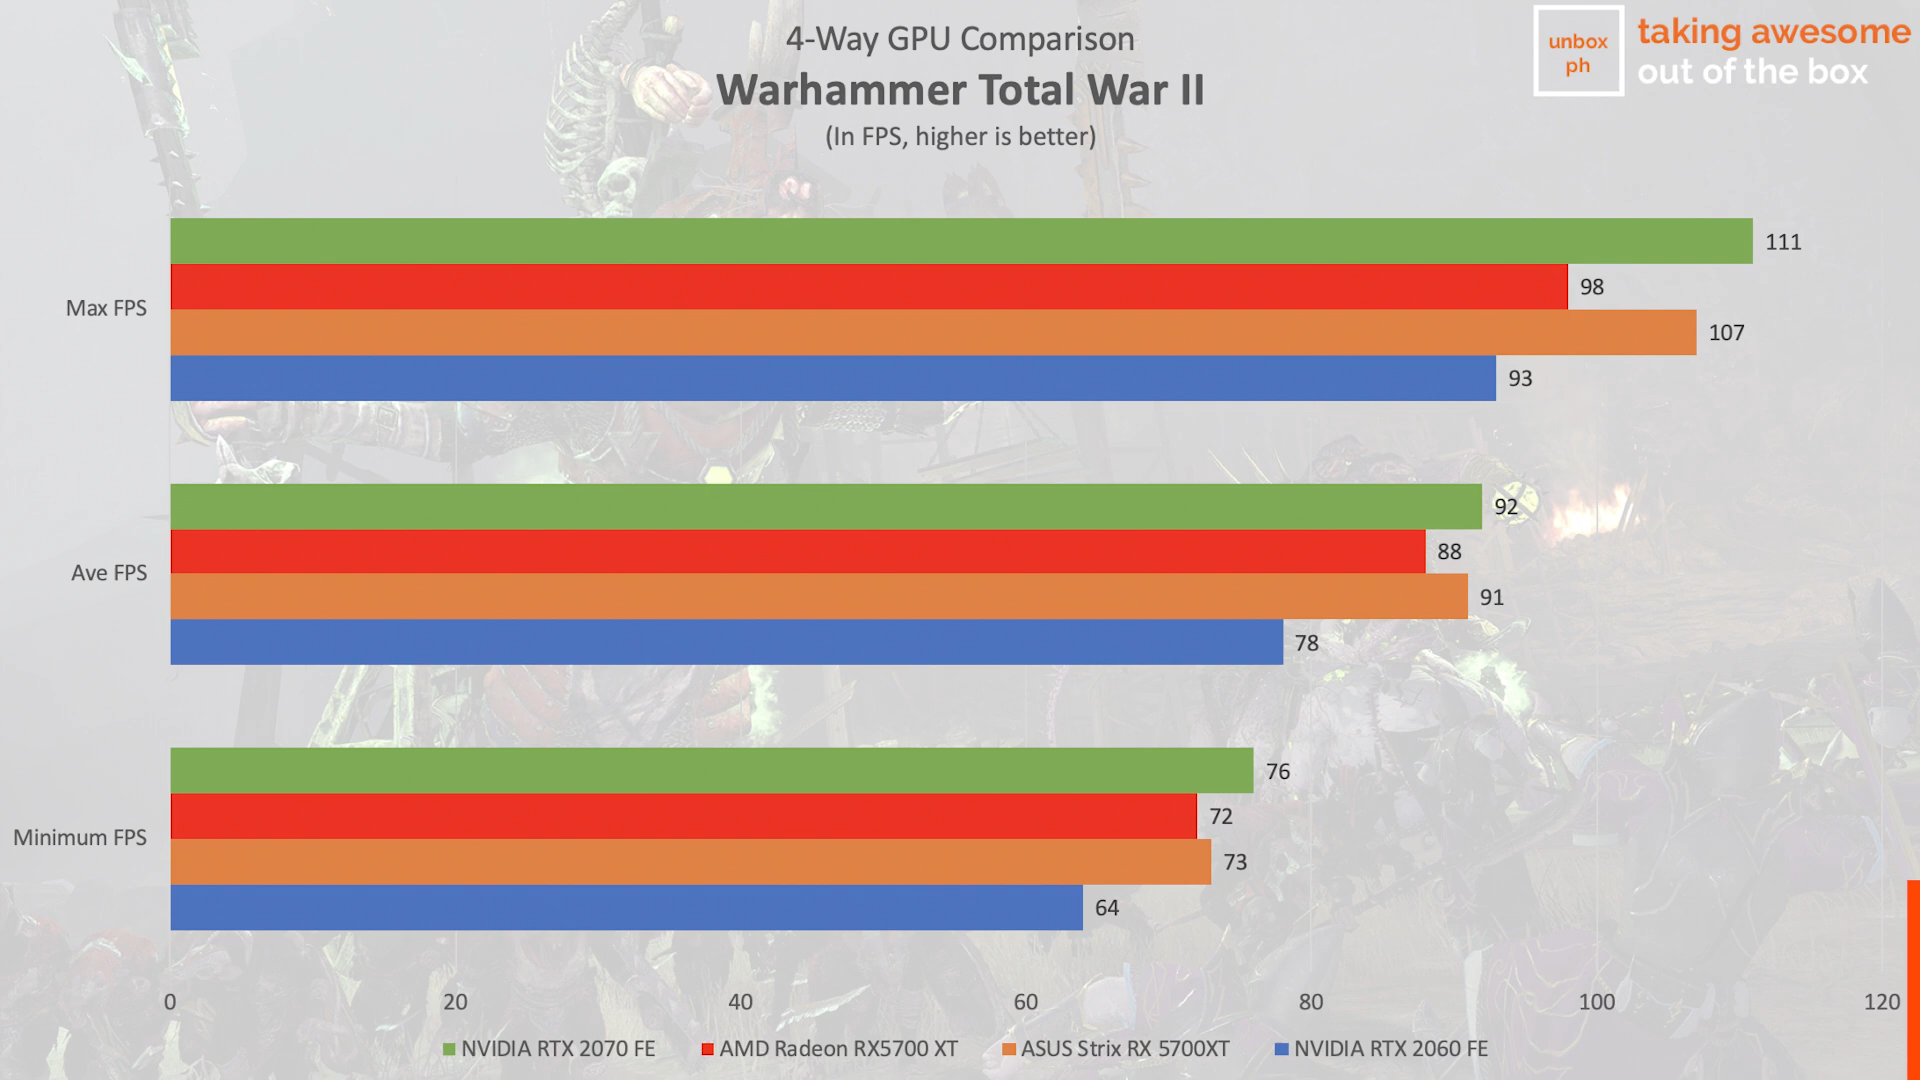 4-Way GPU Comparison
Warhammer Total War II
(In FPS, higher is better)
unbox
ph
taking awesome
out of the box
Max FPS
111
98
107
93
Ave FPS
92
88
91
78
Minimum FPS
76
72
73
64
0 20 40 60 80 100 120
NVIDIA RTX 2070 FE AMD Radeon RX5700 XT ASUS Strix RX 5700XT NVIDIA RTX 2060 FE